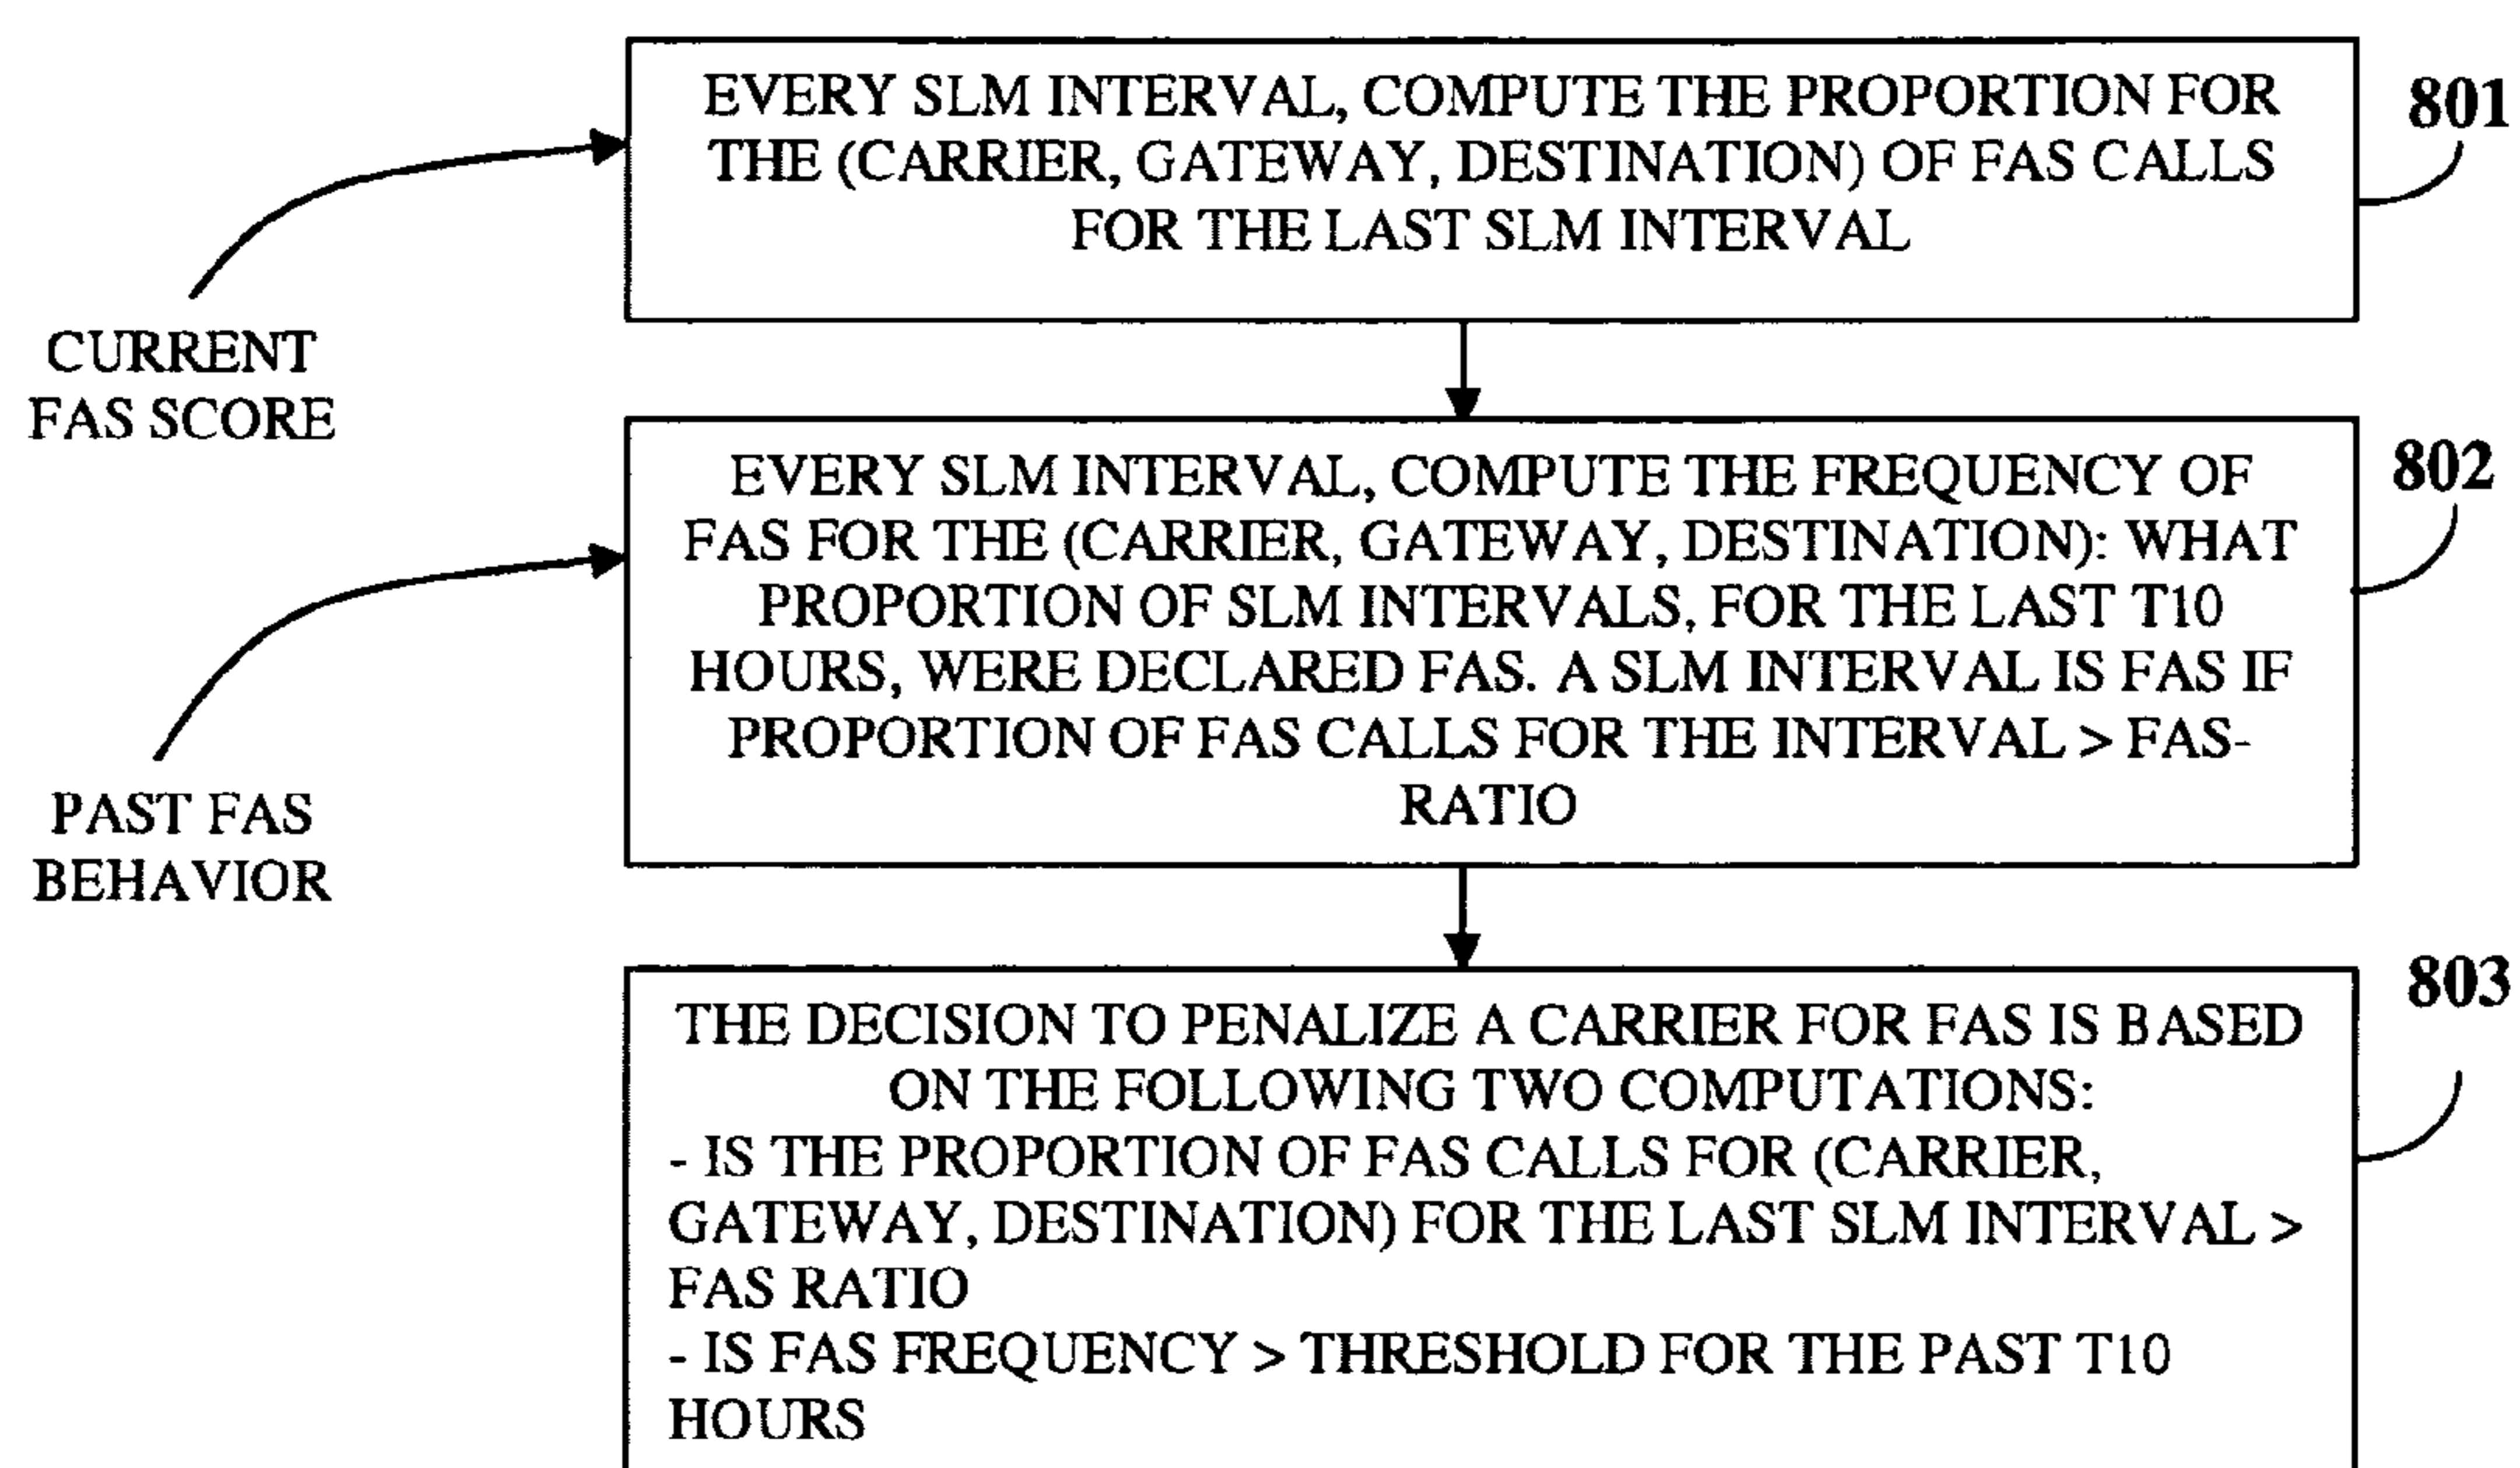 EVERY SLM INTERVAL, COMPUTE THE PROPORTION FOR
THE (CARRIER, GATEWAY, DESTINATION) OF FAS CALLS
FOR THE LAST SLM INTERVAL
801
CURRENT
FAS SCORE
EVERY SLM INTERVAL, COMPUTE THE FREQUENCY OF
FAS FOR THE (CARRIER, GATEWAY, DESTINATION): WHAT
PROPORTION OF SLM INTERVALS, FOR THE LAST T10
HOURS, WERE DECLARED FAS. A SLM INTERVAL IS FAS IF
PROPORTION OF FAS CALLS FOR THE INTERVAL > FAS-
RATIO
802
PAST FAS
BEHAVIOR
THE DECISION TO PENALIZE A CARRIER FOR FAS IS BASED
ON THE FOLLOWING TWO COMPUTATIONS:
- IS THE PROPORTION OF FAS CALLS FOR (CARRIER,
GATEWAY, DESTINATION) FOR THE LAST SLM INTERVAL >
FAS RATIO
- IS FAS FREQUENCY > THRESHOLD FOR THE PAST T10
HOURS
803